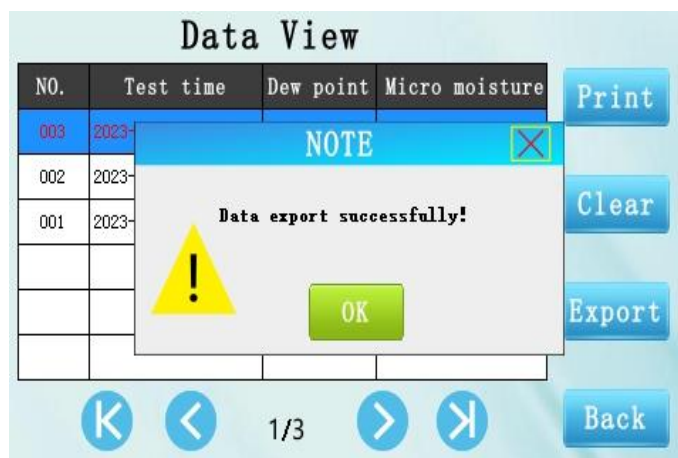 Data View
NO. Test time Dew point Micro moisture
Print
003 2023-
NOTE
002 2023-
Data export successfully!
Clear
001 2023-
OK
Export
1/3
Back